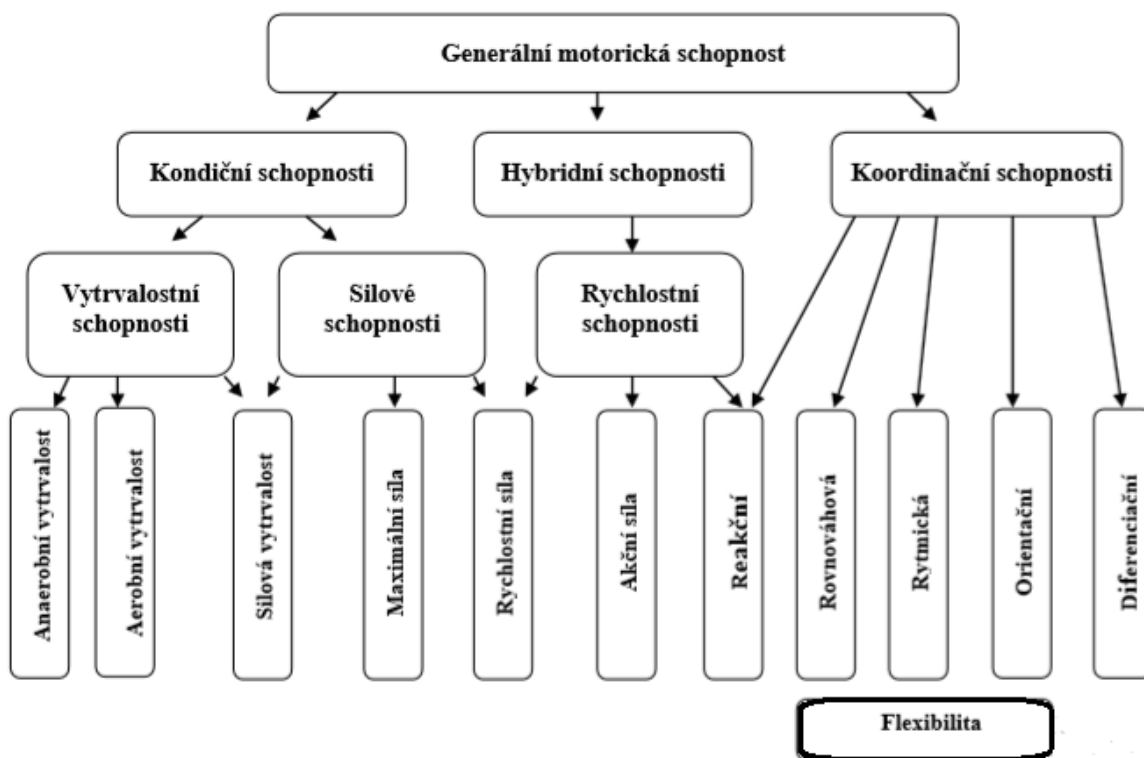 Generální motorická schopnost
Kondiční schopnosti
Hybridní schopnosti
Koordinační schopnosti
Vytrvalostní
schopnosti
Silové
schopnosti
Rychlostní
schopnosti
Anaerobní vytrvalost
Aerobní vytrvalost
Silová vytrvalost
Maximální síla
Rychlostní síla
Akční síla
Reakční
Rovnováhová
Rytmická
Orientační
Diferenciační
Flexibilita